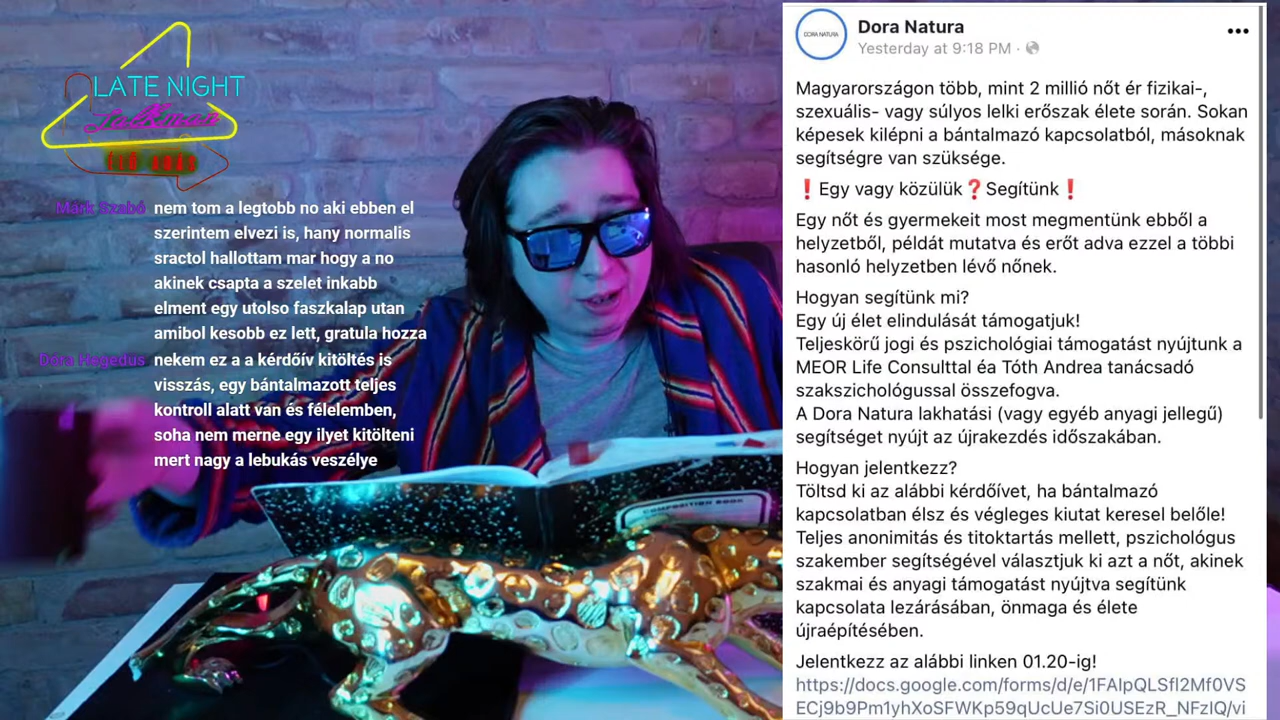 LATE NIGHT
Talkman
ÉLŐ ADÁS
Márk Szabó nem tom a legtobb no aki ebben el
szerintem elvezi is, hany normalis
sractol hallottam mar hogy a no
akinek csapta a szelet inkabb
elment egy utolso faszkalap utan
amibol kesobb ez lett, gratula hozza
Dóra Hegedus nekem ez a a kérdőív kitöltés is
visszás, egy bántalmazott teljes
kontroll alatt van és félelemben,
soha nem merne egy ilyet kitölteni
mert nagy a lebukás veszélye
COMPOSITION BOOK
DORA NATURA
Dora Natura
Yesterday at 9:18 PM ·
Magyarországon több, mint 2 millió nőt ér fizikai-,
szexuális- vagy súlyos lelki erőszak élete során. Sokan
képesek kilépni a bántalmazó kapcsolatból, másoknak
segítségre van szüksége.
❗Egy vagy közülük❓Segítünk❗
Egy nőt és gyermekeit most megmentünk ebből a
helyzetből, példát mutatva és erőt adva ezzel a többi
hasonló helyzetben lévő nőnek.
Hogyan segítünk mi?
Egy új élet elindulását támogatjuk!
Teljeskörű jogi és pszichológiai támogatást nyújtunk a
MEOR Life Consulttal éa Tóth Andrea tanácsadó
szakszichológussal összefogva.
A Dora Natura lakhatási (vagy egyéb anyagi jellegű)
segítséget nyújt az újrakezdés időszakában.
Hogyan jelentkezz?
Töltsd ki az alábbi kérdőívet, ha bántalmazó
kapcsolatban élsz és végleges kiutat keresel belőle!
Teljes anonimitás és titoktartás mellett, pszichológus
szakember segítségével választjuk ki azt a nőt, akinek
szakmai és anyagi támogatást nyújtva segítünk
kapcsolata lezárásában, önmaga és élete
újraépítésében.
Jelentkezz az alábbi linken 01.20-ig!
https://docs.google.com/forms/d/e/1FAIpQLSfI2Mf0VS
ECj9b9Pm1yhXoSFWKp59qUcUe7Si0USEzR_NFzIQ/vi